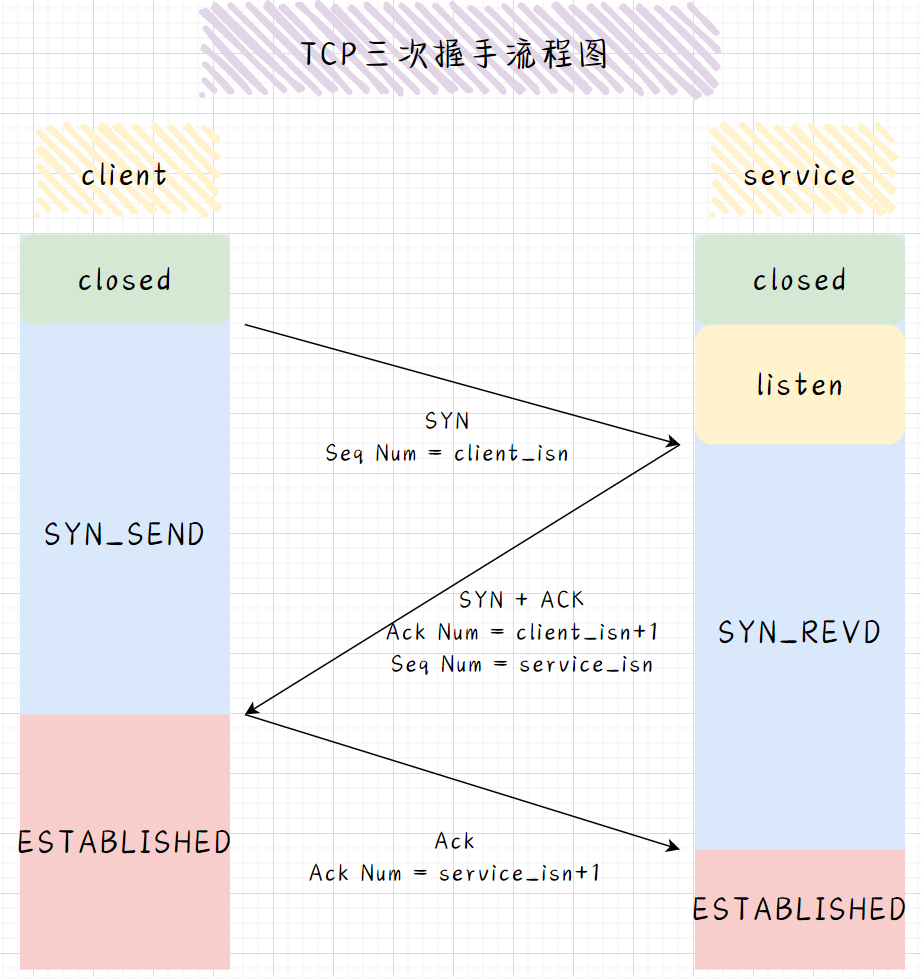 TCP三次握手流程图
client
service
closed
closed
listen
SYN
Seq Num = client_isn
SYN_SEND
SYN + ACK
Ack Num = client_isn+1
Seq Num = service_isn
SYN_REVD
ESTABLISHED
Ack
Ack Num = service_isn+1
ESTABLISHED